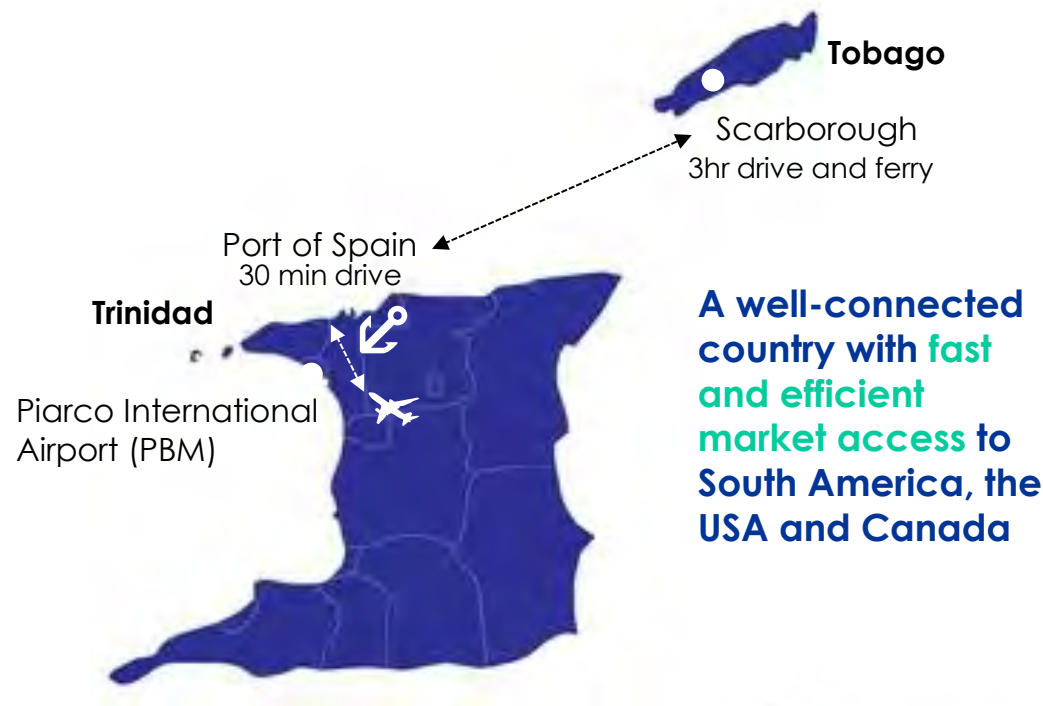 Tobago
Scarborough
3hr drive and ferry
Port of Spain
30 min drive
Trinidad
Piarco International
Airport (PBM)
A well-connected
country with fast
and efficient
market access to
South America, the
USA and Canada